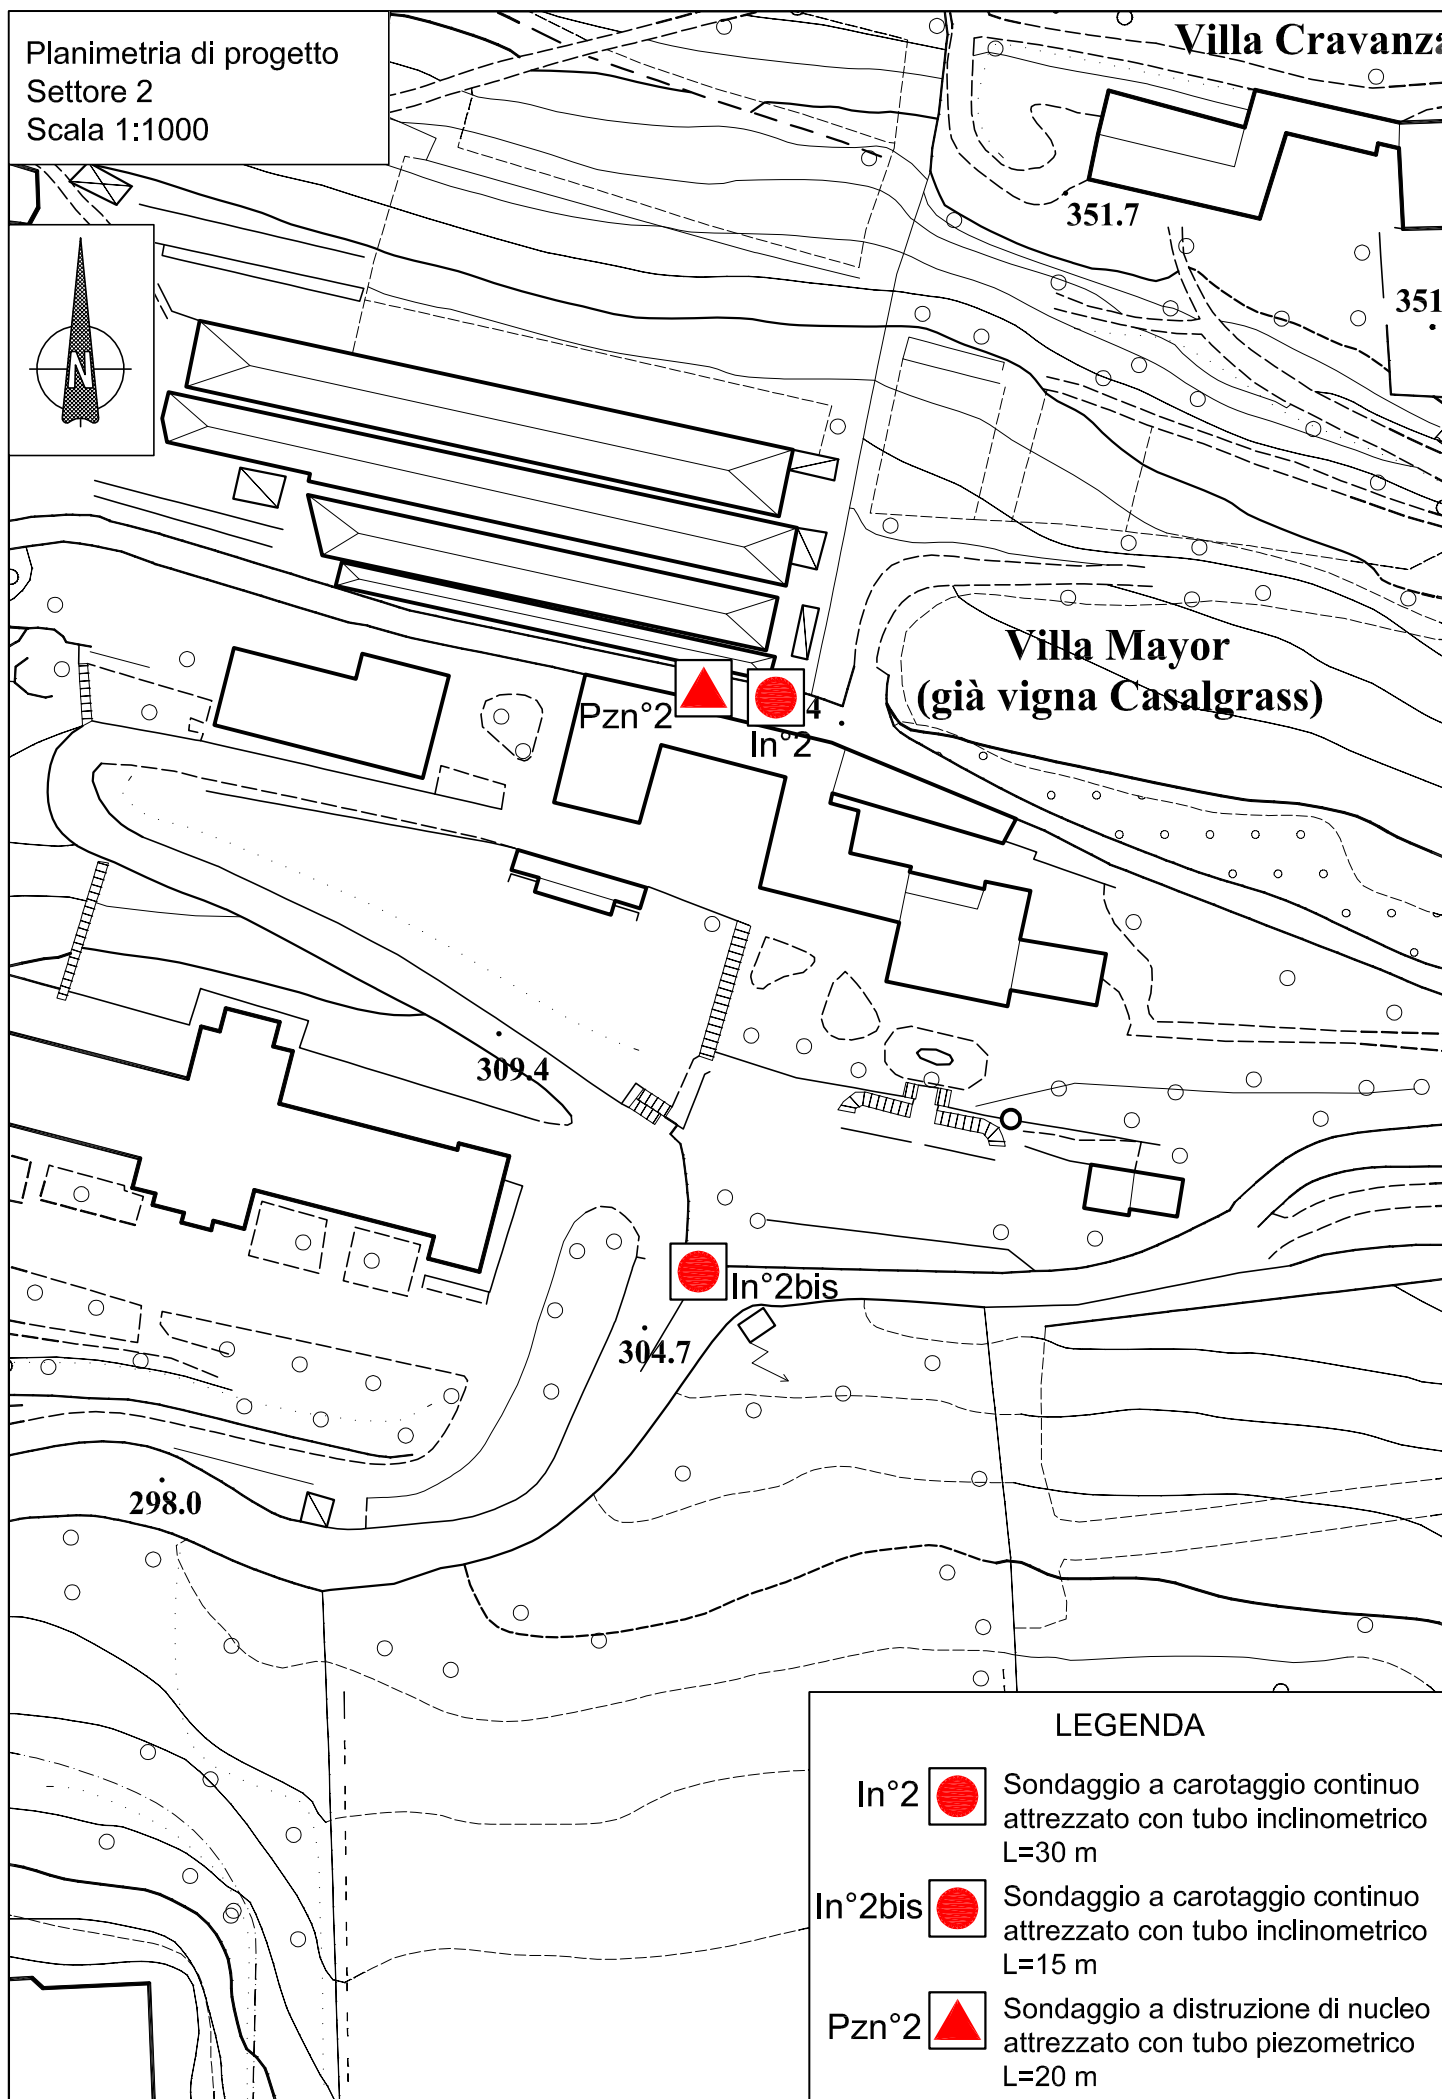 Planimetria di progetto
Settore 2
Scala 1:1000
Villa Cravanza
351.7
351
N
Villa Mayor
(già vigna Casalgrass)
Pzn°2
4
In°2
309.4
In°2bis
304.7
298.0
LEGENDA
In°2
Sondaggio a carotaggio continuo
attrezzato con tubo inclinometrico
L=30 m
In°2bis
Sondaggio a carotaggio continuo
attrezzato con tubo inclinometrico
L=15 m
Pzn°2
Sondaggio a distruzione di nucleo
attrezzato con tubo piezometrico
L=20 m